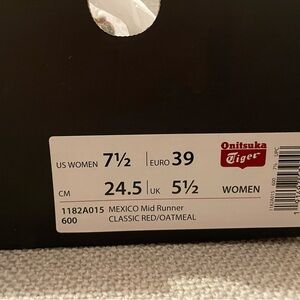 Onitsuka
Tiger
US WOMEN 7½ EURO 39
CM 24.5 UK 5½ WOMEN
1182A015 MEXICO Mid Runner
600 CLASSIC RED/OATMEAL